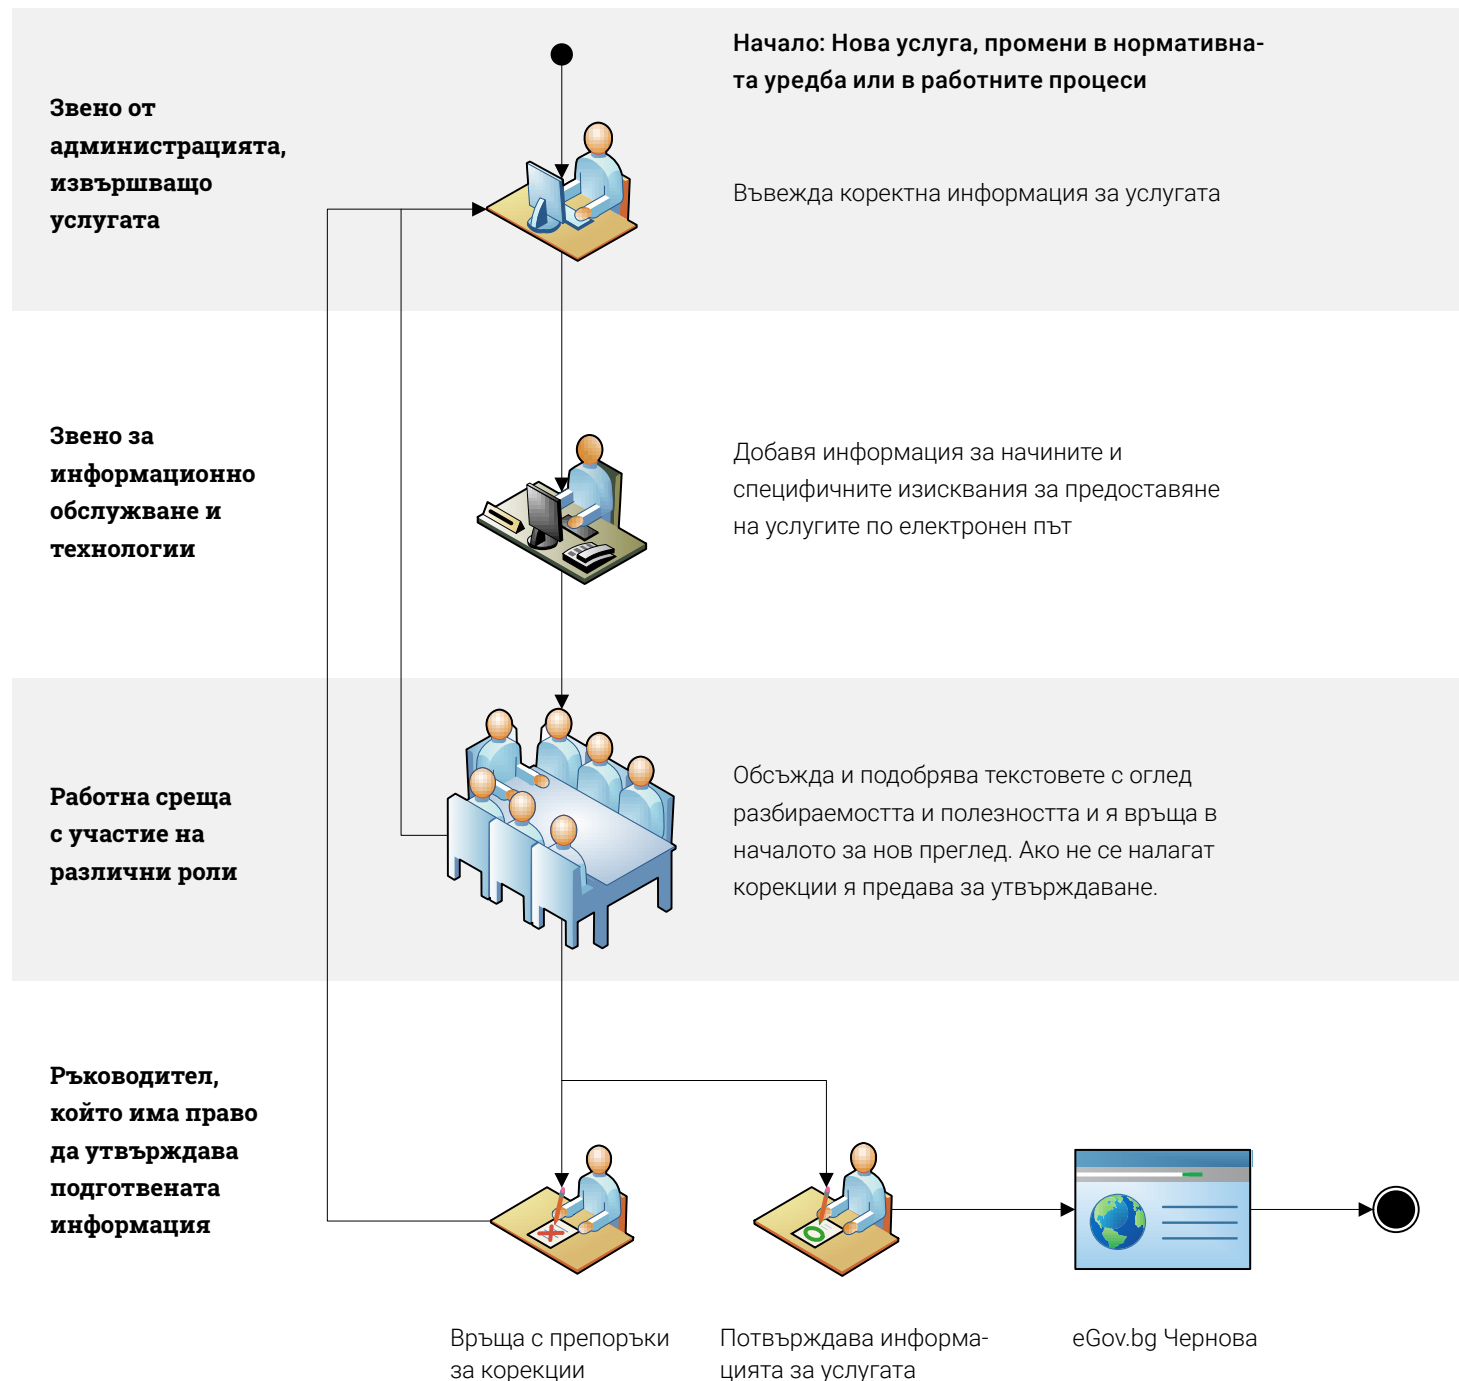 Начало: Нова услуга, промени в нормативна-
та уредба или в работните процеси
Звено от
администрацията,
извършващо
услугата
Въвежда коректна информация за услугата
Звено за
информационно
обслужване и
технологии
Добавя информация за начините и
специфичните изисквания за предоставяне
на услугите по електронен път
Работна среща
с участие на
различни роли
Обсъжда и подобрява текстовете с оглед
разбираемостта и полезността и я връща в
началото за нов преглед. Ако не се налагат
корекции я предава за утвърждаване.
Ръководител,
който има право
да утвърждава
подготвената
информация
Връща с препоръки
за корекции
Потвърждава информа-
цията за услугата
eGov.bg Чернова